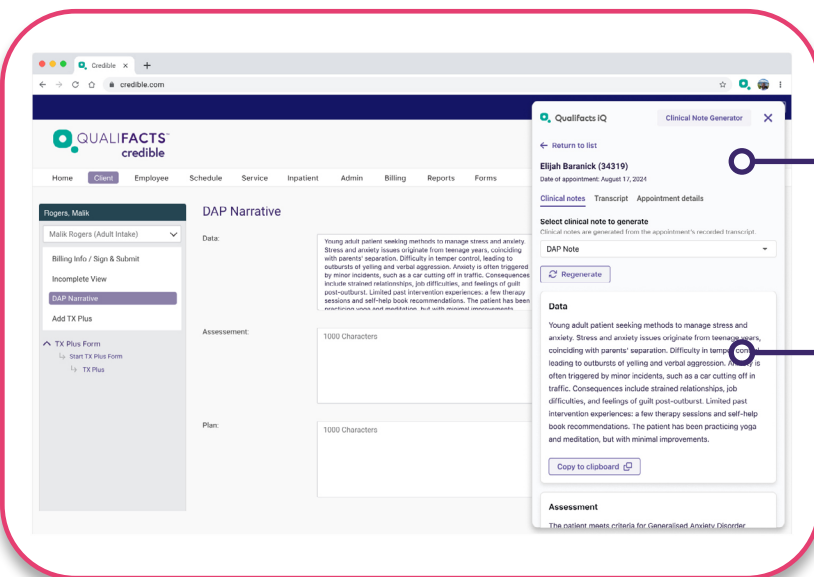 Credible × +
credible.com
QUALIFACTS™
credible
Home Client Employee Schedule Service Inpatient Admin Billing Reports Forms
Rogers, Malik
Malik Rogers (Adult Intake)
Billing Info / Sign & Submit
Incomplete View
DAP Narrative
Add TX Plus
TX Plus Form
Start TX Plus Form
TX Plus
DAP Narrative
Data:
Young adult patient seeking methods to manage stress and anxiety.
Stress and anxiety issues originate from teenage years, coinciding
with parents' separation. Difficulty in temper control, leading to
outbursts of yelling and verbal aggression. Anxiety is often triggered
by minor incidents, such as a car cutting off in traffic. Consequences
include strained relationships, job difficulties, and feelings of guilt
post-outburst. Limited past intervention experiences: a few therapy
sessions and self-help book recommendations. The patient has been
practicing yoga and meditation, but with minimal improvements.
Assessement:
1000 Characters
Plan:
1000 Characters
Qualifacts iQ Clinical Note Generator
Return to list
Elijah Baranick (34319)
Date of appointment: August 17, 2024
Clinical notes Transcript Appointment details
Select clinical note to generate
Clinical notes are generated from the appointment's recorded transcript.
DAP Note
Regenerate
Data
Young adult patient seeking methods to manage stress and
anxiety. Stress and anxiety issues originate from teenage years,
coinciding with parents' separation. Difficulty in temper control,
leading to outbursts of yelling and verbal aggression. Anxiety is
often triggered by minor incidents, such as a car cutting off in
traffic. Consequences include strained relationships, job
difficulties, and feelings of guilt post-outburst. Limited past
intervention experiences: a few therapy sessions and self-help
book recommendations. The patient has been practicing yoga
and meditation, but with minimal improvements.
Copy to clipboard
Assessment
The patient meets criteria for Generalised Anxiety Disorder